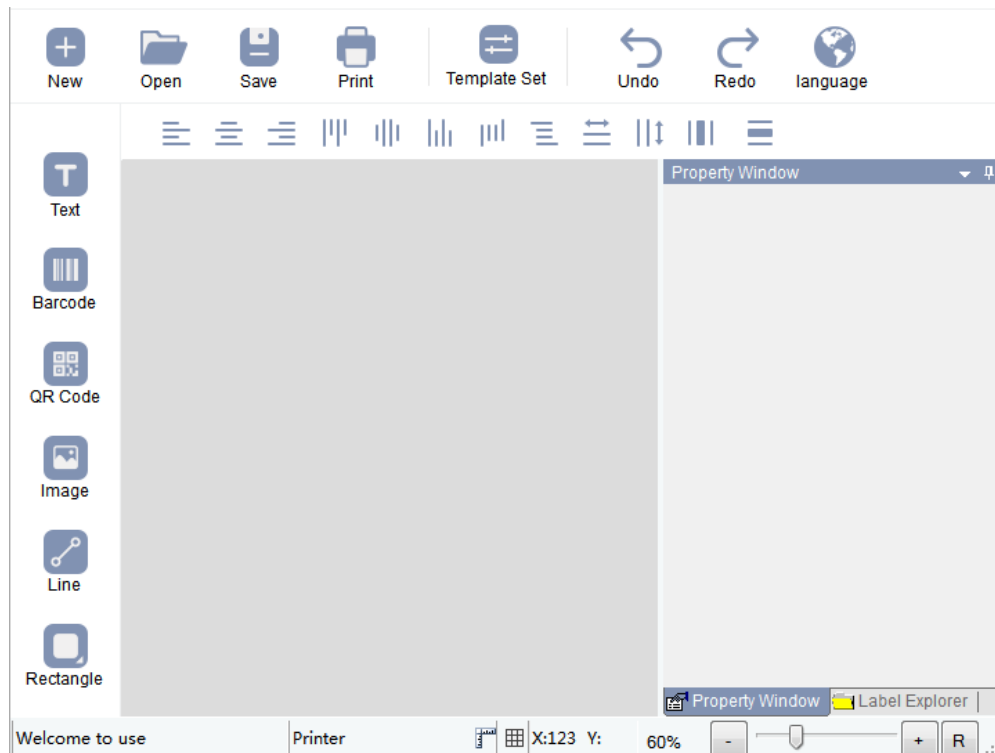 New Open Save Print Template Set Undo Redo language
Property Window
Text
Barcode
QR Code
Image
Line
Rectangle
Property Window Label Explorer
Welcome to use Printer X:123 Y: 60% - + R